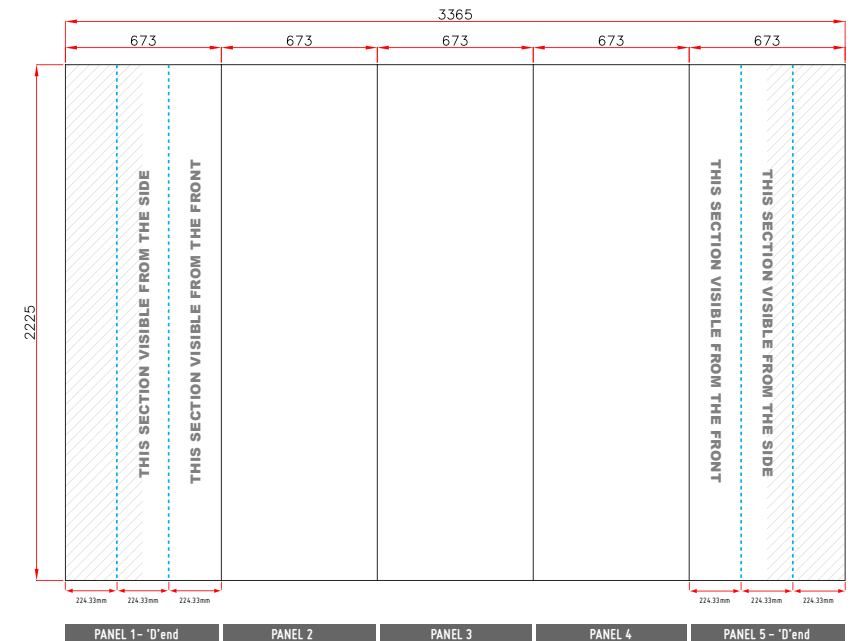 3365
673 673 673 673 673
2225
THIS SECTION VISIBLE FROM THE SIDE
THIS SECTION VISIBLE FROM THE FRONT
THIS SECTION VISIBLE FROM THE FRONT
THIS SECTION VISIBLE FROM THE SIDE
224.33mm 224.33mm 224.33mm 224.33mm 224.33mm 224.33mm
PANEL 1- 'D'end PANEL 2 PANEL 3 PANEL 4 PANEL 5 - 'D'end